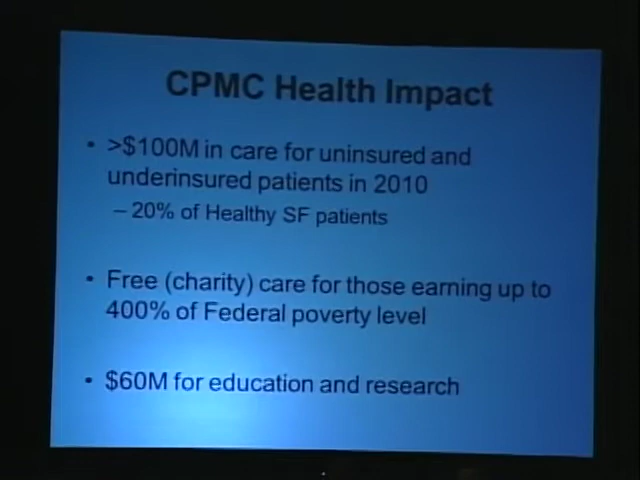 CPMC Health Impact
• >$100M in care for uninsured and
underinsured patients in 2010
– 20% of Healthy SF patients
• Free (charity) care for those earning up to
400% of Federal poverty level
• $60M for education and research